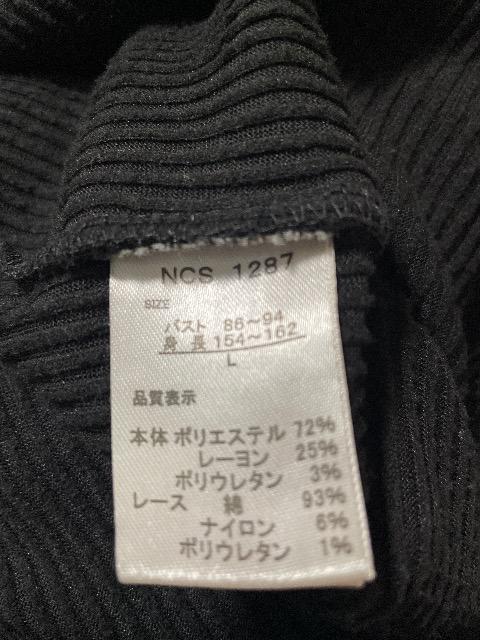 NCS 1287
SIZE
バスト 86～94
身長 154～162
L
品質表示
本体 ポリエステル 72%
レーヨン 25%
ポリウレタン 3%
レース 綿 93%
ナイロン 6%
ポリウレタン 1%